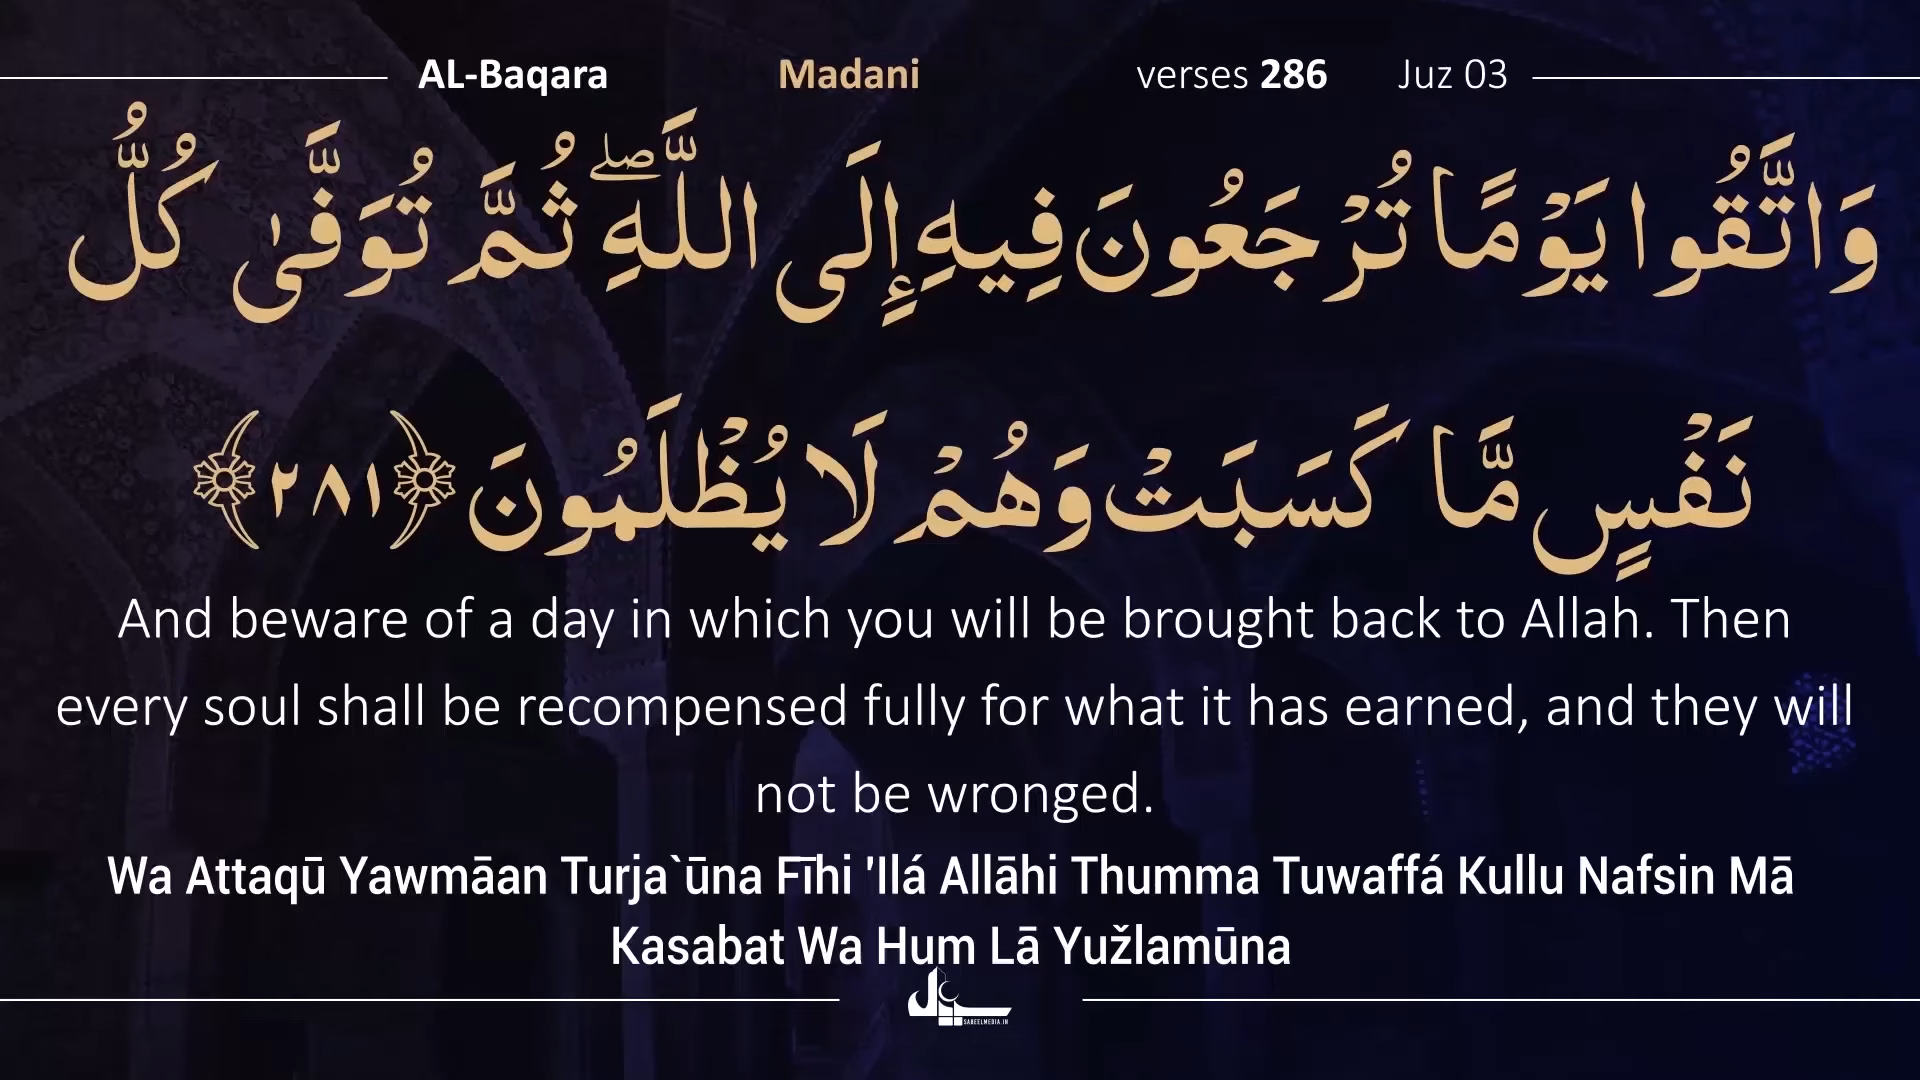 AL-Baqara Madani verses 286 Juz 03
وَاتَّقُوا يَوْمًا تُرْجَعُونَ فِيهِ إِلَى اللَّهِ ۖ ثُمَّ تُوَفَّىٰ كُلُّ
نَفْسٍ مَّا كَسَبَتْ وَهُمْ لَا يُظْلَمُونَ ﴿٢٨١﴾
And beware of a day in which you will be brought back to Allah. Then
every soul shall be recompensed fully for what it has earned, and they will
not be wronged.
Wa Attaqū Yawmāan Turja`ūna Fīhi 'Ilá Allāhi Thumma Tuwaffá Kullu Nafsin Mā
Kasabat Wa Hum Lā Yužlamūna
SABEELMEDIA.IN